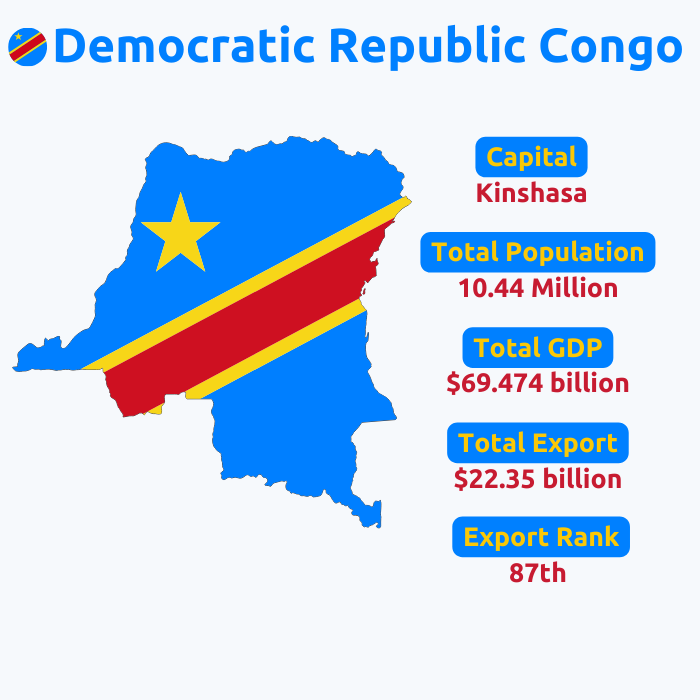 Democratic Republic Congo
Capital
Kinshasa
Total Population
10.44 Million
Total GDP
$69.474 billion
Total Export
$22.35 billion
Export Rank
87th